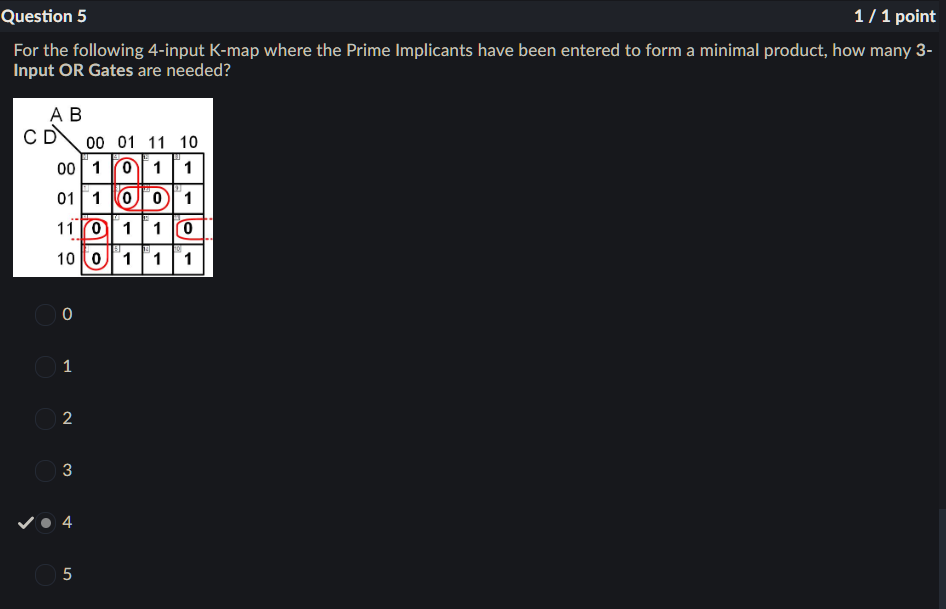 Question 5
1 / 1 point
For the following 4-input K-map where the Prime Implicants have been entered to form a minimal product, how many 3-
Input OR Gates are needed?
A B
C D
00 01 11 10
00 1 0 1 1
01 1 0 0 1
11 0 1 1 0
10 0 1 1 1
0
1
2
3
4
5